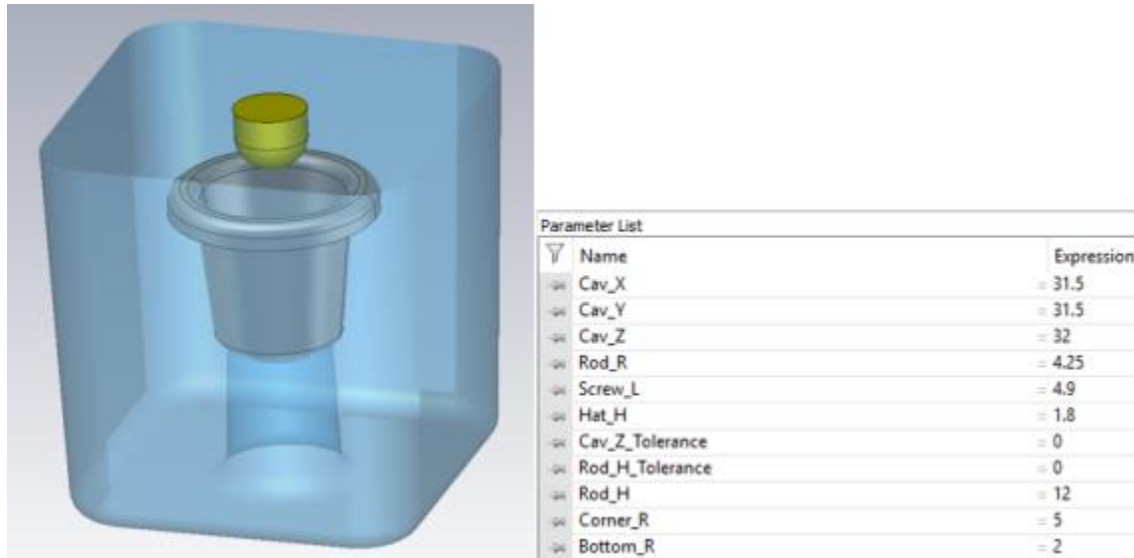 Parameter List
Name Expression
Cav_X = 31.5
Cav_Y = 31.5
Cav_Z = 32
Rod_R = 4.25
Screw_L = 4.9
Hat_H = 1.8
Cav_Z_Tolerance = 0
Rod_H_Tolerance = 0
Rod_H = 12
Corner_R = 5
Bottom_R = 2